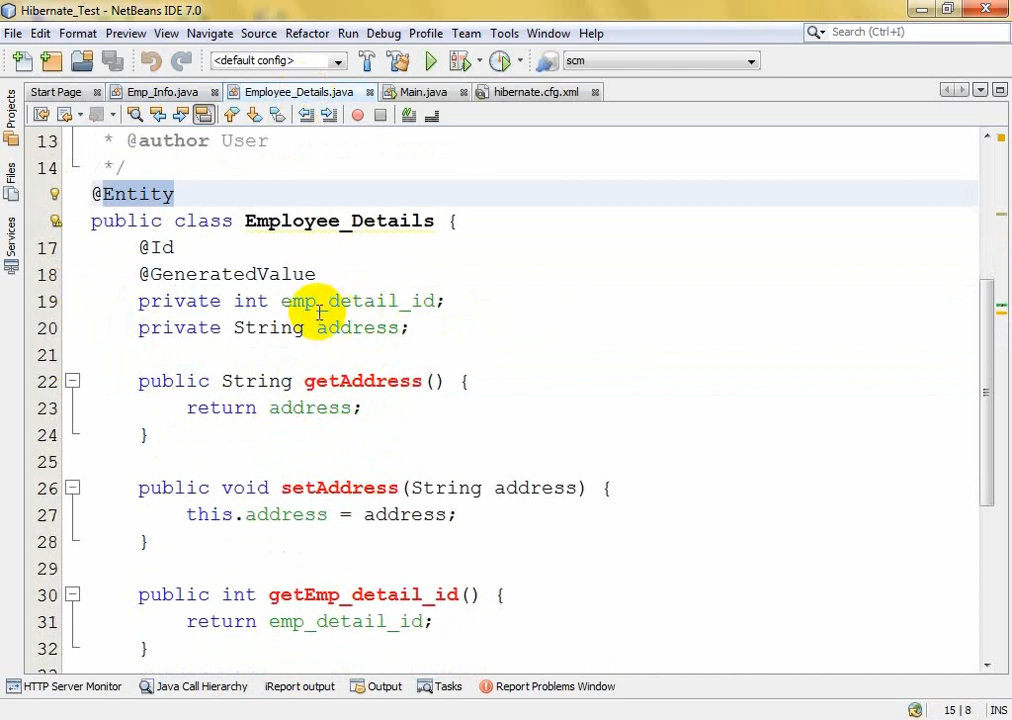 Hibernate_Test - NetBeans IDE 7.0
File Edit Format Preview View Navigate Source Refactor Run Debug Profile Team Tools Window Help
Search (Ctrl+I)
<default config>
scm
Start Page
Emp_Info.java
Employee_Details.java
Main.java
hibernate.cfg.xml
Projects
Files
Services
13 * @author User
14 */
@Entity
public class Employee_Details {
17 @Id
18 @GeneratedValue
19 private int emp_detail_id;
20 private String address;
21
22 public String getAddress() {
23 return address;
24 }
25
26 public void setAddress(String address) {
27 this.address = address;
28 }
29
30 public int getEmp_detail_id() {
31 return emp_detail_id;
32 }
HTTP Server Monitor
Java Call Hierarchy
iReport output
Output
Tasks
Report Problems Window
15 | 8 INS